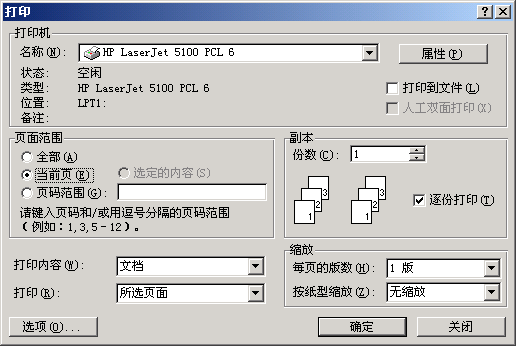 打印
打印机
名称(N): HP LaserJet 5100 PCL 6 属性(P)
状态: 空闲
类型: HP LaserJet 5100 PCL 6 打印到文件(L)
位置: LPT1: 人工双面打印(X)
备注:
页面范围
全部(A)
当前页(E) 选定的内容(S)
页码范围(G):
请键入页码和/或用逗号分隔的页码范围
(例如: 1,3,5-12)。
副本
份数(C): 1
1 2 3 1 2 3 逐份打印(T)
打印内容(W): 文档
打印(R): 所选页面
缩放
每页的版数(H): 1 版
按纸型缩放(Z): 无缩放
选项(O)... 确定 关闭